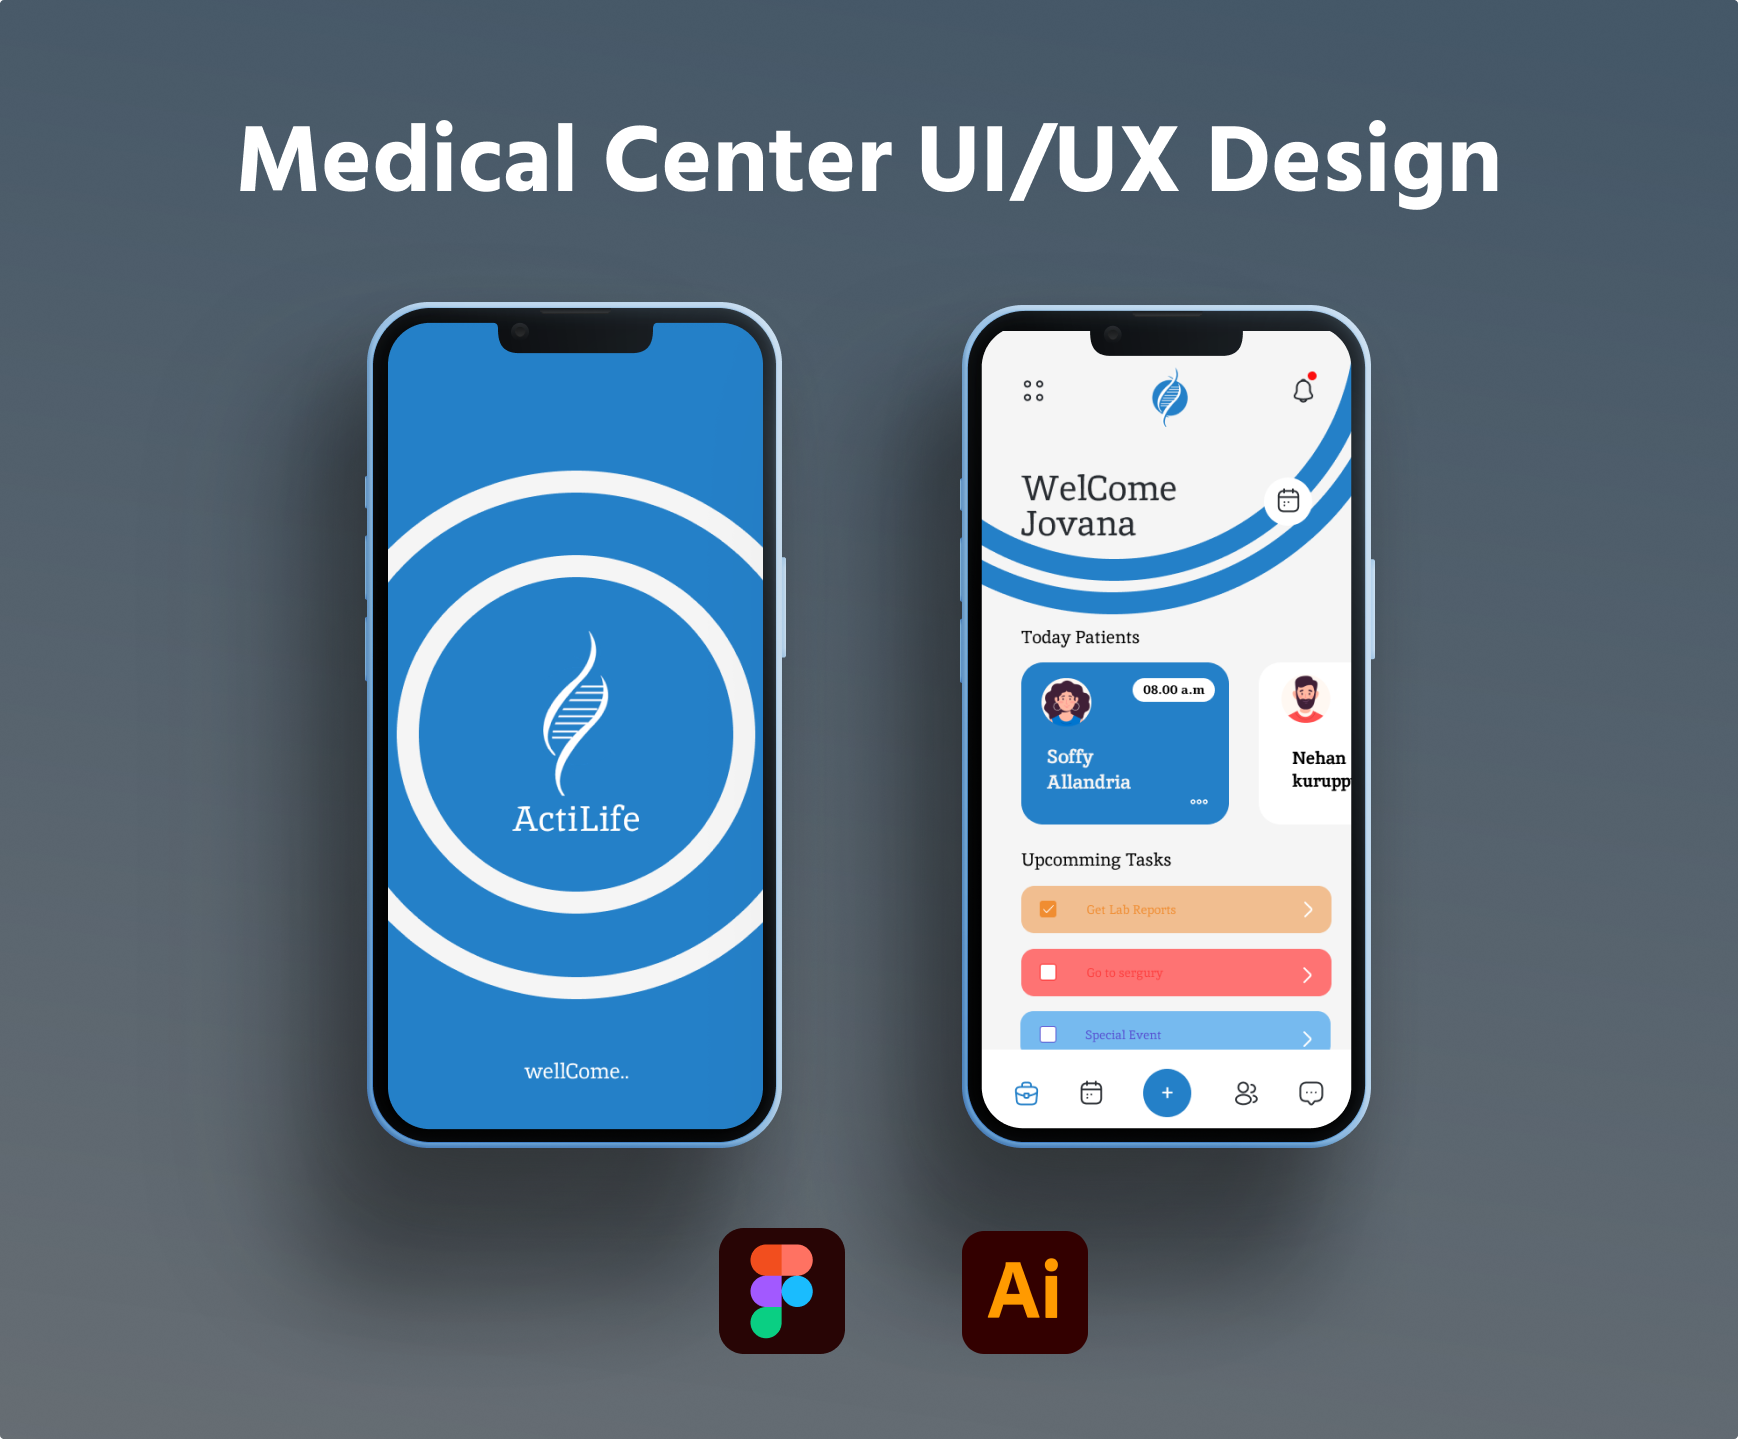 Medical Center UI/UX Design
ActiLife
wellCome..
WelCome
Jovana
Today Patients
08.00 a.m
Soffy
Allandria
Nehan
kurupp
Upcomming Tasks
Get Lab Reports
Go to sergury
Special Event
Ai